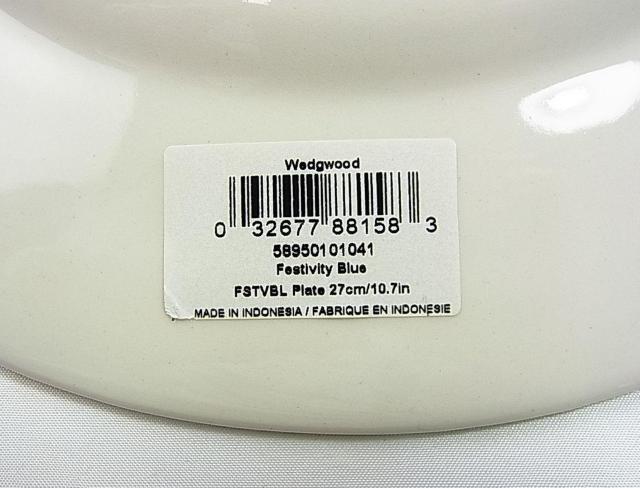 Wedgwood
0 32677 88158 3
58950101041
Festivity Blue
FSTVBL Plate 27cm/10.7in
MADE IN INDONESIA / FABRIQUE EN INDONESIE